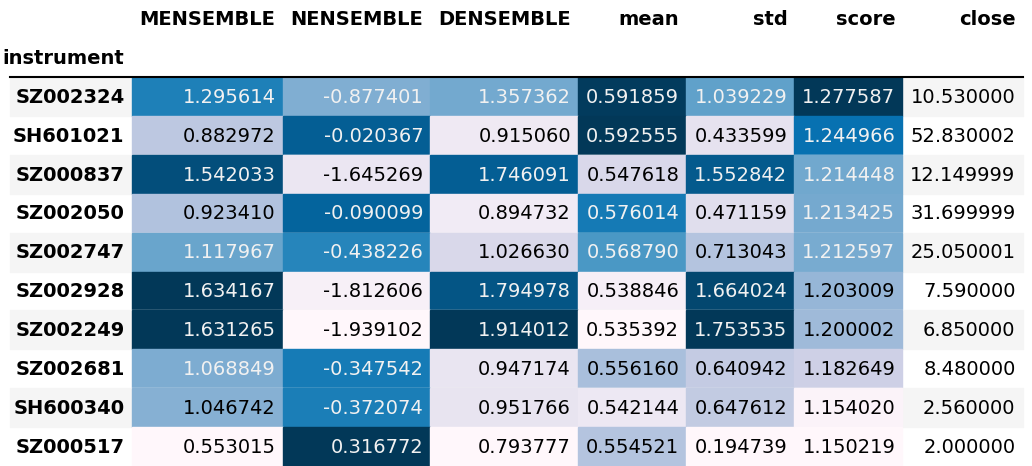 MENSEMBLE NENSEMBLE DENSEMBLE mean std score close
instrument
SZ002324 1.295614 -0.877401 1.357362 0.591859 1.039229 1.277587 10.530000
SH601021 0.882972 -0.020367 0.915060 0.592555 0.433599 1.244966 52.830002
SZ000837 1.542033 -1.645269 1.746091 0.547618 1.552842 1.214448 12.149999
SZ002050 0.923410 -0.090099 0.894732 0.576014 0.471159 1.213425 31.699999
SZ002747 1.117967 -0.438226 1.026630 0.568790 0.713043 1.212597 25.050001
SZ002928 1.634167 -1.812606 1.794978 0.538846 1.664024 1.203009 7.590000
SZ002249 1.631265 -1.939102 1.914012 0.535392 1.753535 1.200002 6.850000
SZ002681 1.068849 -0.347542 0.947174 0.556160 0.640942 1.182649 8.480000
SH600340 1.046742 -0.372074 0.951766 0.542144 0.647612 1.154020 2.560000
SZ000517 0.553015 0.316772 0.793777 0.554521 0.194739 1.150219 2.000000